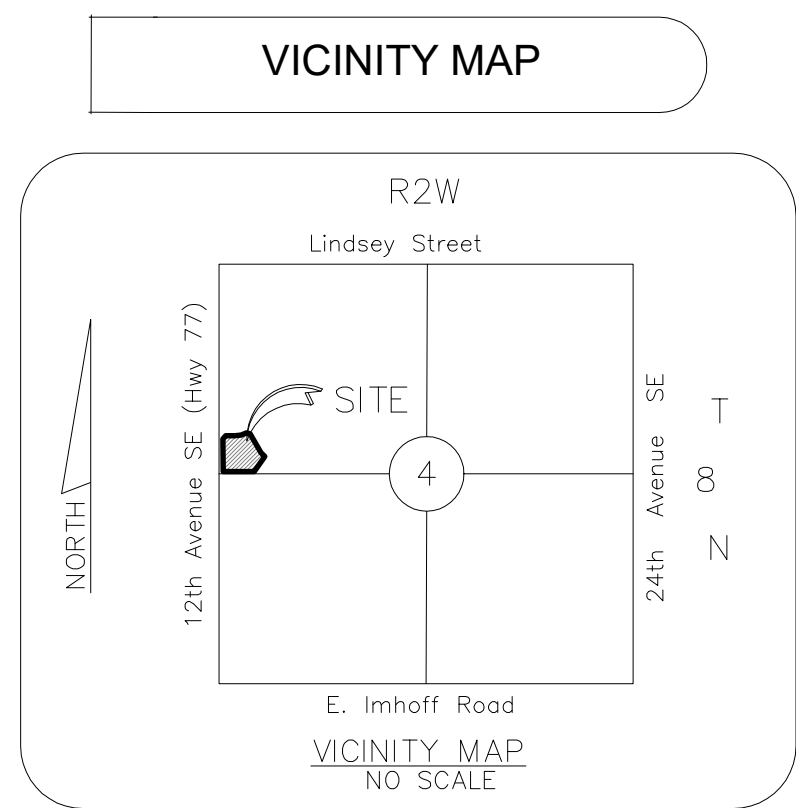 VICINITY MAP
R2W
Lindsey Street
12th Avenue SE (Hwy 77)
SITE
4
24th Avenue SE
T
8
N
NORTH
E. Imhoff Road
VICINITY MAP
NO SCALE